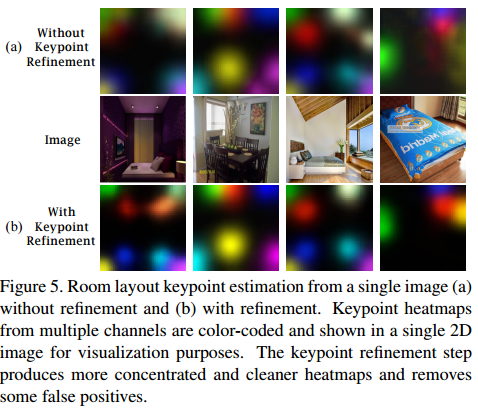 Without
(a) Keypoint
Refinement
Image
With
(b) Keypoint
Refinement
Figure 5. Room layout keypoint estimation from a single image (a)
without refinement and (b) with refinement. Keypoint heatmaps
from multiple channels are color-coded and shown in a single 2D
image for visualization purposes. The keypoint refinement step
produces more concentrated and cleaner heatmaps and removes
some false positives.